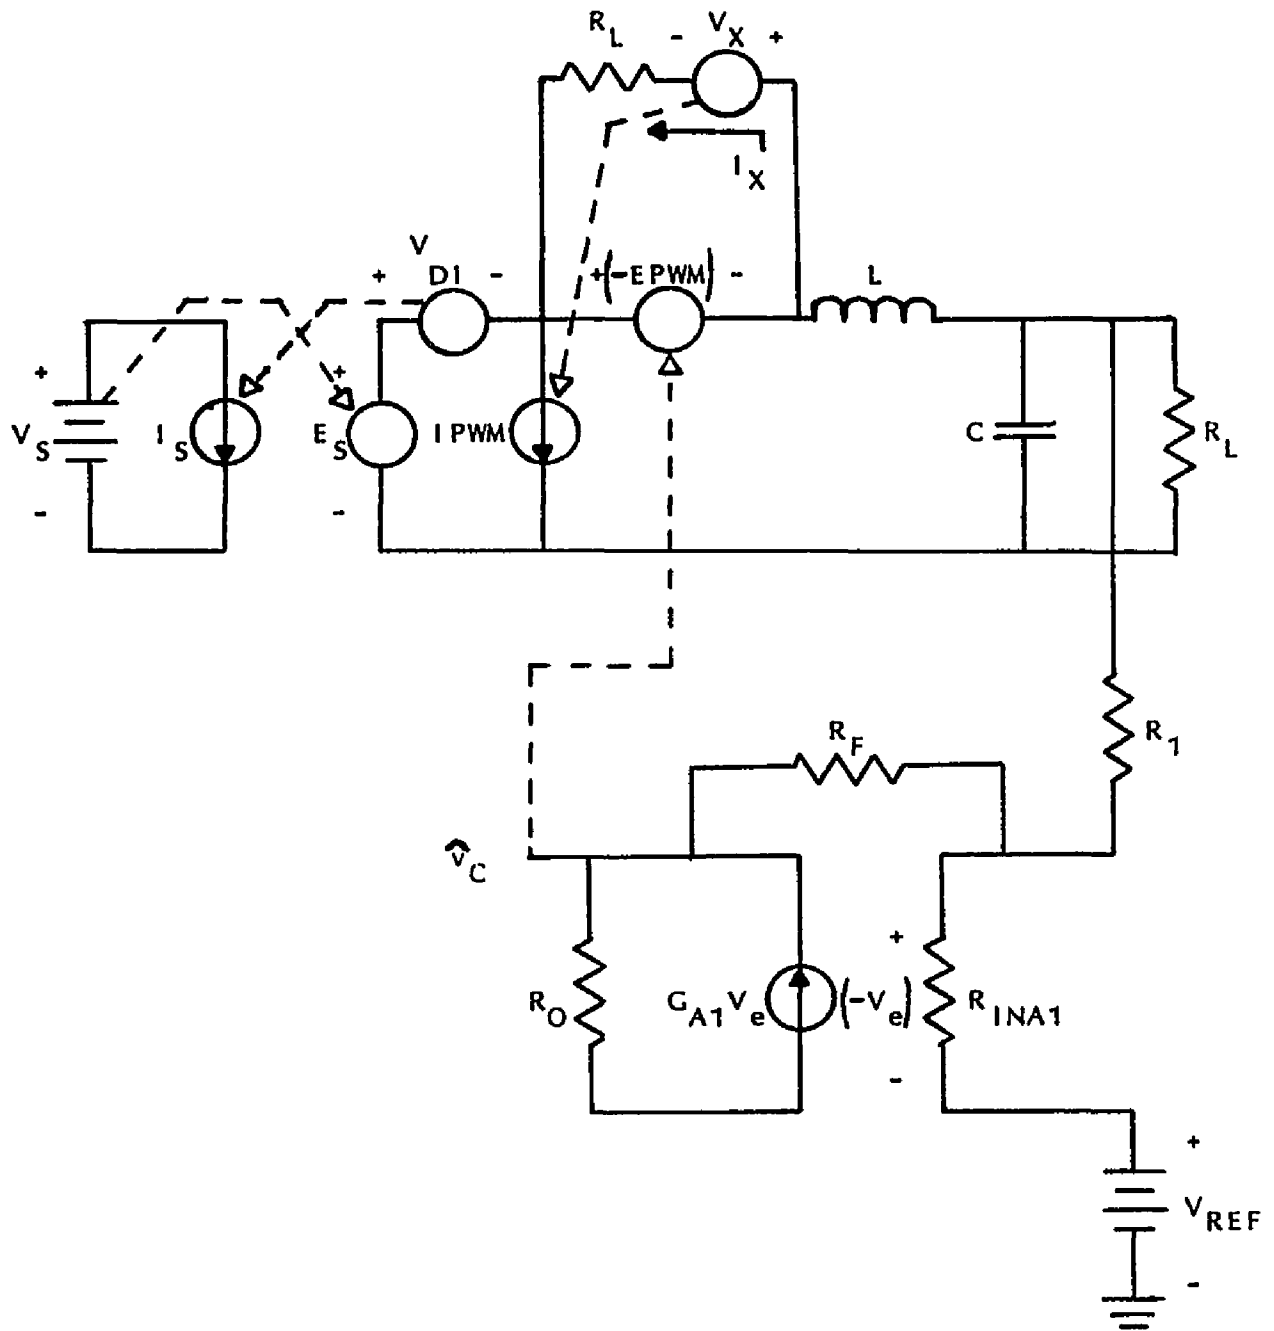 R L - V X +
I X
V
+ D1 - +(-EPWM) - L
+ +
V S I S E S IPWM C R L
- -
R F R 1
v̂ C
+
R O G A1 V e (-V e) R INA1
-
+
V REF
-